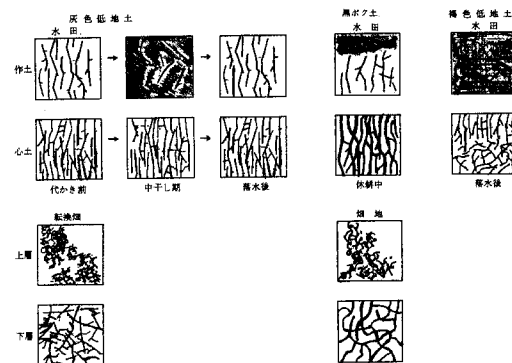 灰色低地土
水田
黒ボク土
水田
褐色低地土
水田
作土
心土
代かき前
中干し期
落水後
休耕中
落水後
転換畑
畑地
上層
下層